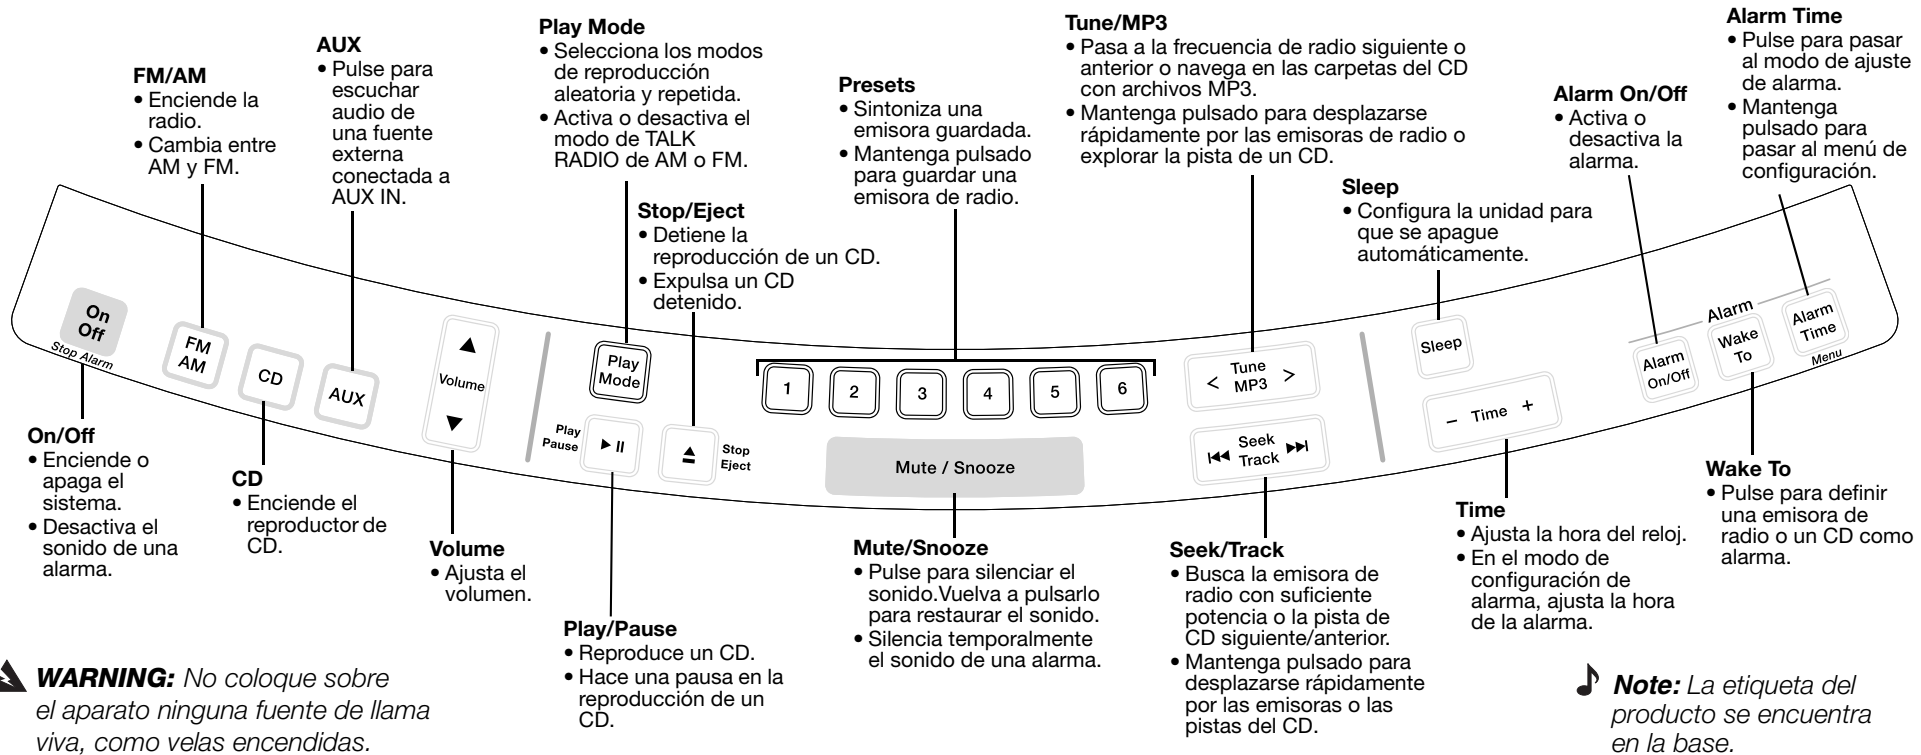 FM/AM
• Enciende la
radio.
• Cambia entre
AM y FM.
AUX
• Pulse para
escuchar
audio de
una fuente
externa
conectada a
AUX IN.
Play Mode
• Selecciona los modos
de reproducción
aleatoria y repetida.
• Activa o desactiva el
modo de TALK
RADIO de AM o FM.
Stop/Eject
• Detiene la
reproducción de un CD.
• Expulsa un CD
detenido.
Presets
• Sintoniza una
emisora guardada.
• Mantenga pulsado
para guardar una
emisora de radio.
Tune/MP3
• Pasa a la frecuencia de radio siguiente o
anterior o navega en las carpetas del CD
con archivos MP3.
• Mantenga pulsado para desplazarse
rápidamente por las emisoras de radio o
explorar la pista de un CD.
Sleep
• Configura la unidad para
que se apague
automáticamente.
Alarm On/Off
• Activa o
desactiva la
alarma.
Alarm Time
• Pulse para pasar
al modo de ajuste
de alarma.
• Mantenga
pulsado para
pasar al menú de
configuración.
On
Off
Stop Alarm
FM
AM
CD
AUX
Volume
Play
Mode
Play
Pause
Stop
Eject
1 2 3 4 5 6
Mute / Snooze
< Tune >
MP3
Seek
Track
Sleep
– Time +
Alarm
Alarm
On/Off
Wake
To
Alarm
Time
Menu
On/Off
• Enciende o
apaga el
sistema.
• Desactiva el
sonido de una
alarma.
CD
• Enciende el
reproductor de
CD.
Volume
• Ajusta el
volumen.
Play/Pause
• Reproduce un CD.
• Hace una pausa en la
reproducción de un
CD.
Mute/Snooze
• Pulse para silenciar el
sonido.Vuelva a pulsarlo
para restaurar el sonido.
• Silencia temporalmente
el sonido de una alarma.
Seek/Track
• Busca la emisora de
radio con suficiente
potencia o la pista de
CD siguiente/anterior.
• Mantenga pulsado para
desplazarse rápidamente
por las emisoras o las
pistas del CD.
Time
• Ajusta la hora del reloj.
• En el modo de
configuración de
alarma, ajusta la hora
de la alarma.
Wake To
• Pulse para definir
una emisora de
radio o un CD como
alarma.
WARNING: No coloque sobre
el aparato ninguna fuente de llama
viva, como velas encendidas.
Note: La etiqueta del
producto se encuentra
en la base.